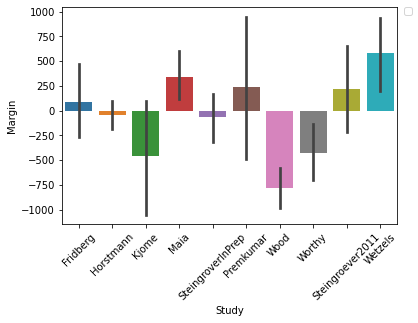 1000
750
500
250
0
−250
−500
−750
−1000
Margin
Fridberg
Horstmann
Kjome
Maia
SteingroverInPrep
Premkumar
Wood
Worthy
Steingroever2011
Wetzels
Study